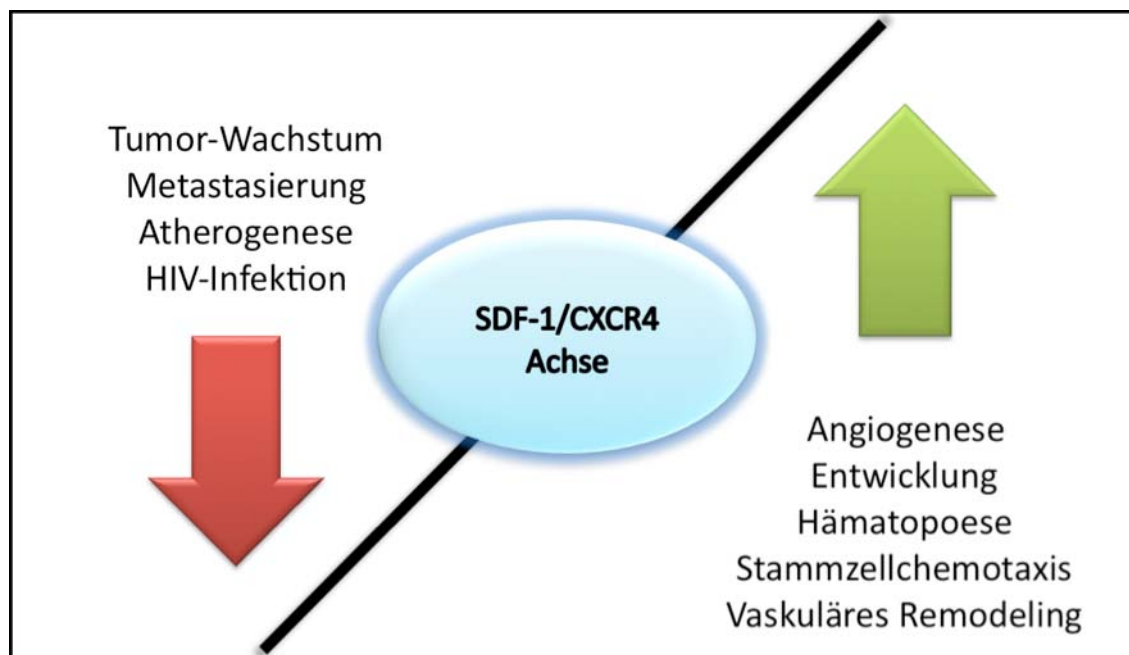 Tumor-Wachstum
Metastasierung
Atherogenese
HIV-Infektion
SDF-1/CXCR4
Achse
Angiogenese
Entwicklung
Hämatopoese
Stammzellchemotaxis
Vaskuläres Remodeling